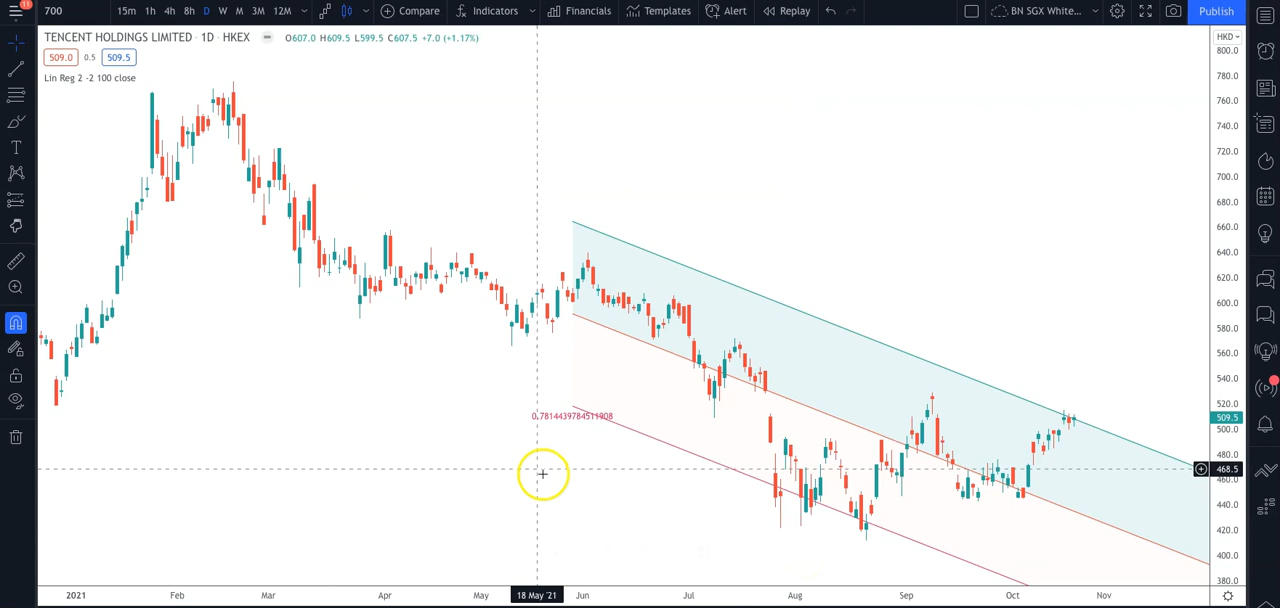 11
700
15m 1h 4h 8h D W M 3M 12M
Compare
Indicators
Financials
Templates
Alert
Replay
BN SGX White...
Publish
TENCENT HOLDINGS LIMITED · 1D · HKEX
O607.0 H609.5 L599.5 C607.5 +7.0 (+1.17%)
HKD
509.0 0.5 509.5
Lin Reg 2 -2 100 close
800.0
780.0
760.0
740.0
720.0
700.0
680.0
660.0
640.0
620.0
600.0
580.0
560.0
540.0
520.0
509.5
500.0
480.0
468.5
460.0
440.0
420.0
400.0
380.0
0.7814439784511908
2021 Feb Mar Apr May 18 May '21 Jun Jul Aug Sep Oct Nov